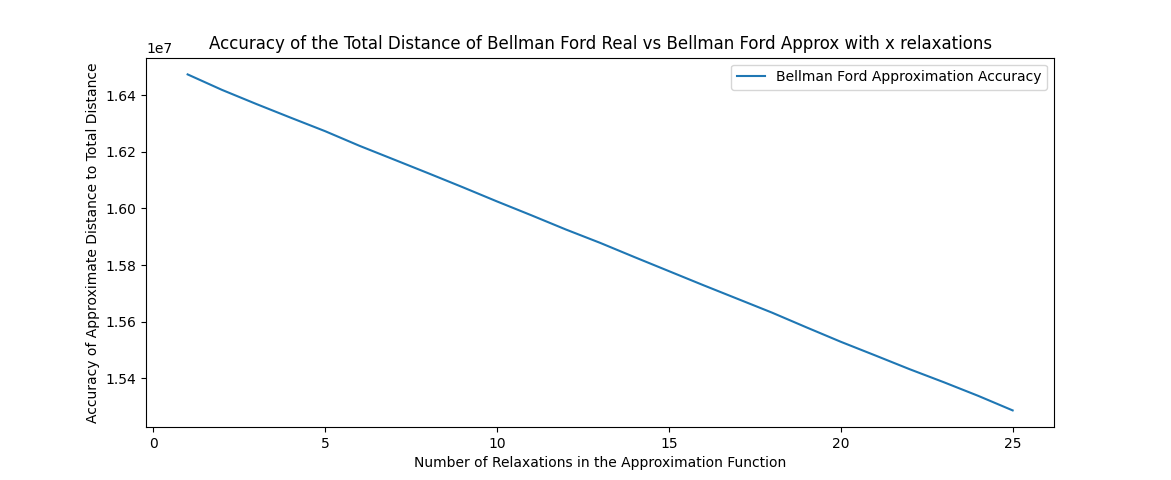 Accuracy of the Total Distance of Bellman Ford Real vs Bellman Ford Approx with x relaxations
1e7
Bellman Ford Approximation Accuracy
Accuracy of Approximate Distance to Total Distance
1.64
1.62
1.60
1.58
1.56
1.54
0 5 10 15 20 25
Number of Relaxations in the Approximation Function